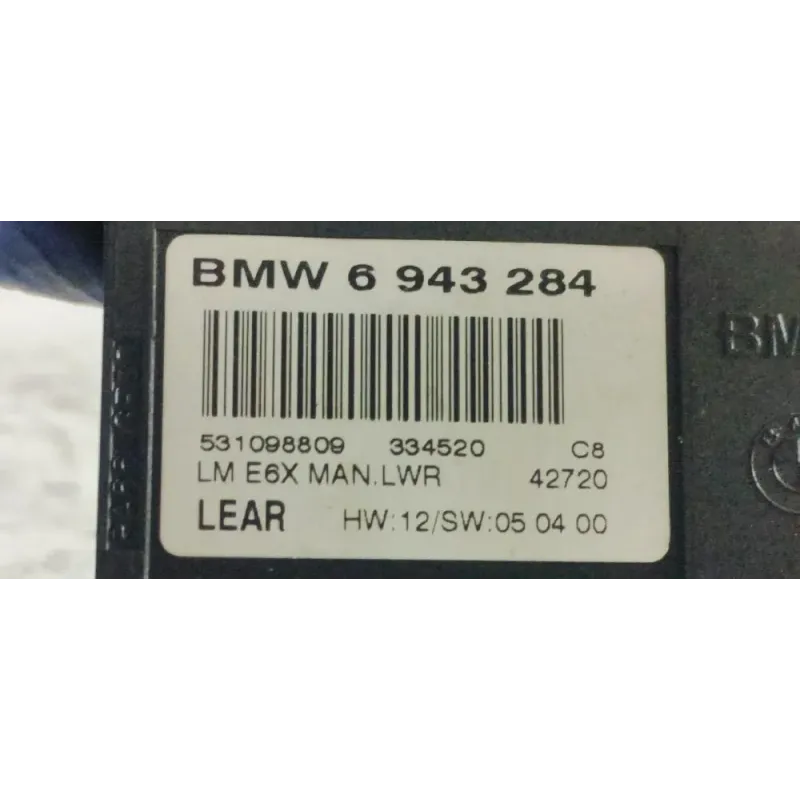 BMW 6 943 284
531098809 334520 C8
LM E6X MAN.LWR 42720
LEAR HW:12/SW:05 04 00
BM